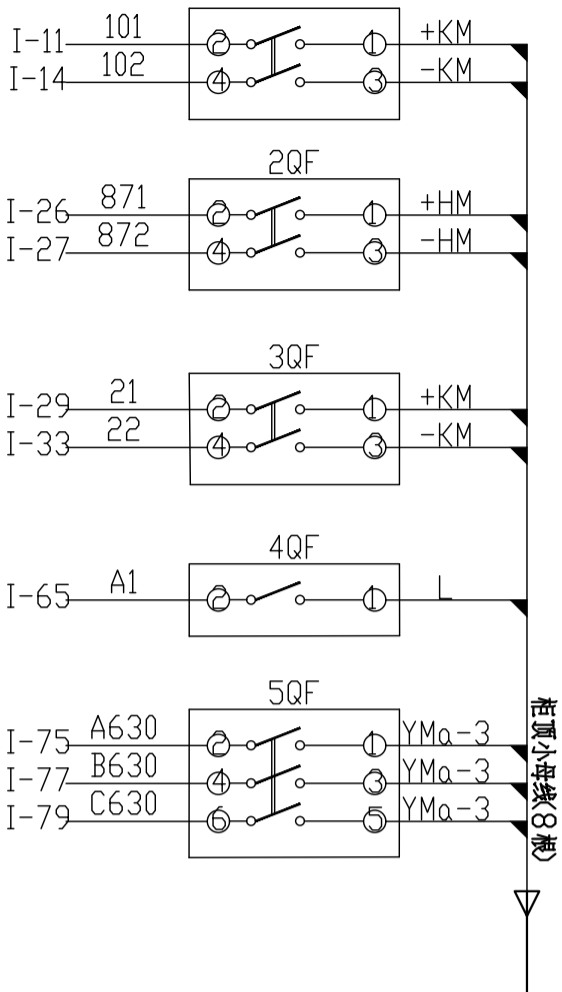 I-11 101 ② ① +KM
I-14 102 ④ ③ -KM
2QF
I-26 871 ② ① +HM
I-27 872 ④ ③ -HM
3QF
I-29 21 ② ① +KM
I-33 22 ④ ③ -KM
4QF
I-65 A1 ② ① L
5QF
I-75 A630 ② ① YMa-3
I-77 B630 ④ ③ YMa-3
I-79 C630 ⑥ ⑤ YMa-3
柜顶小母线(8根)